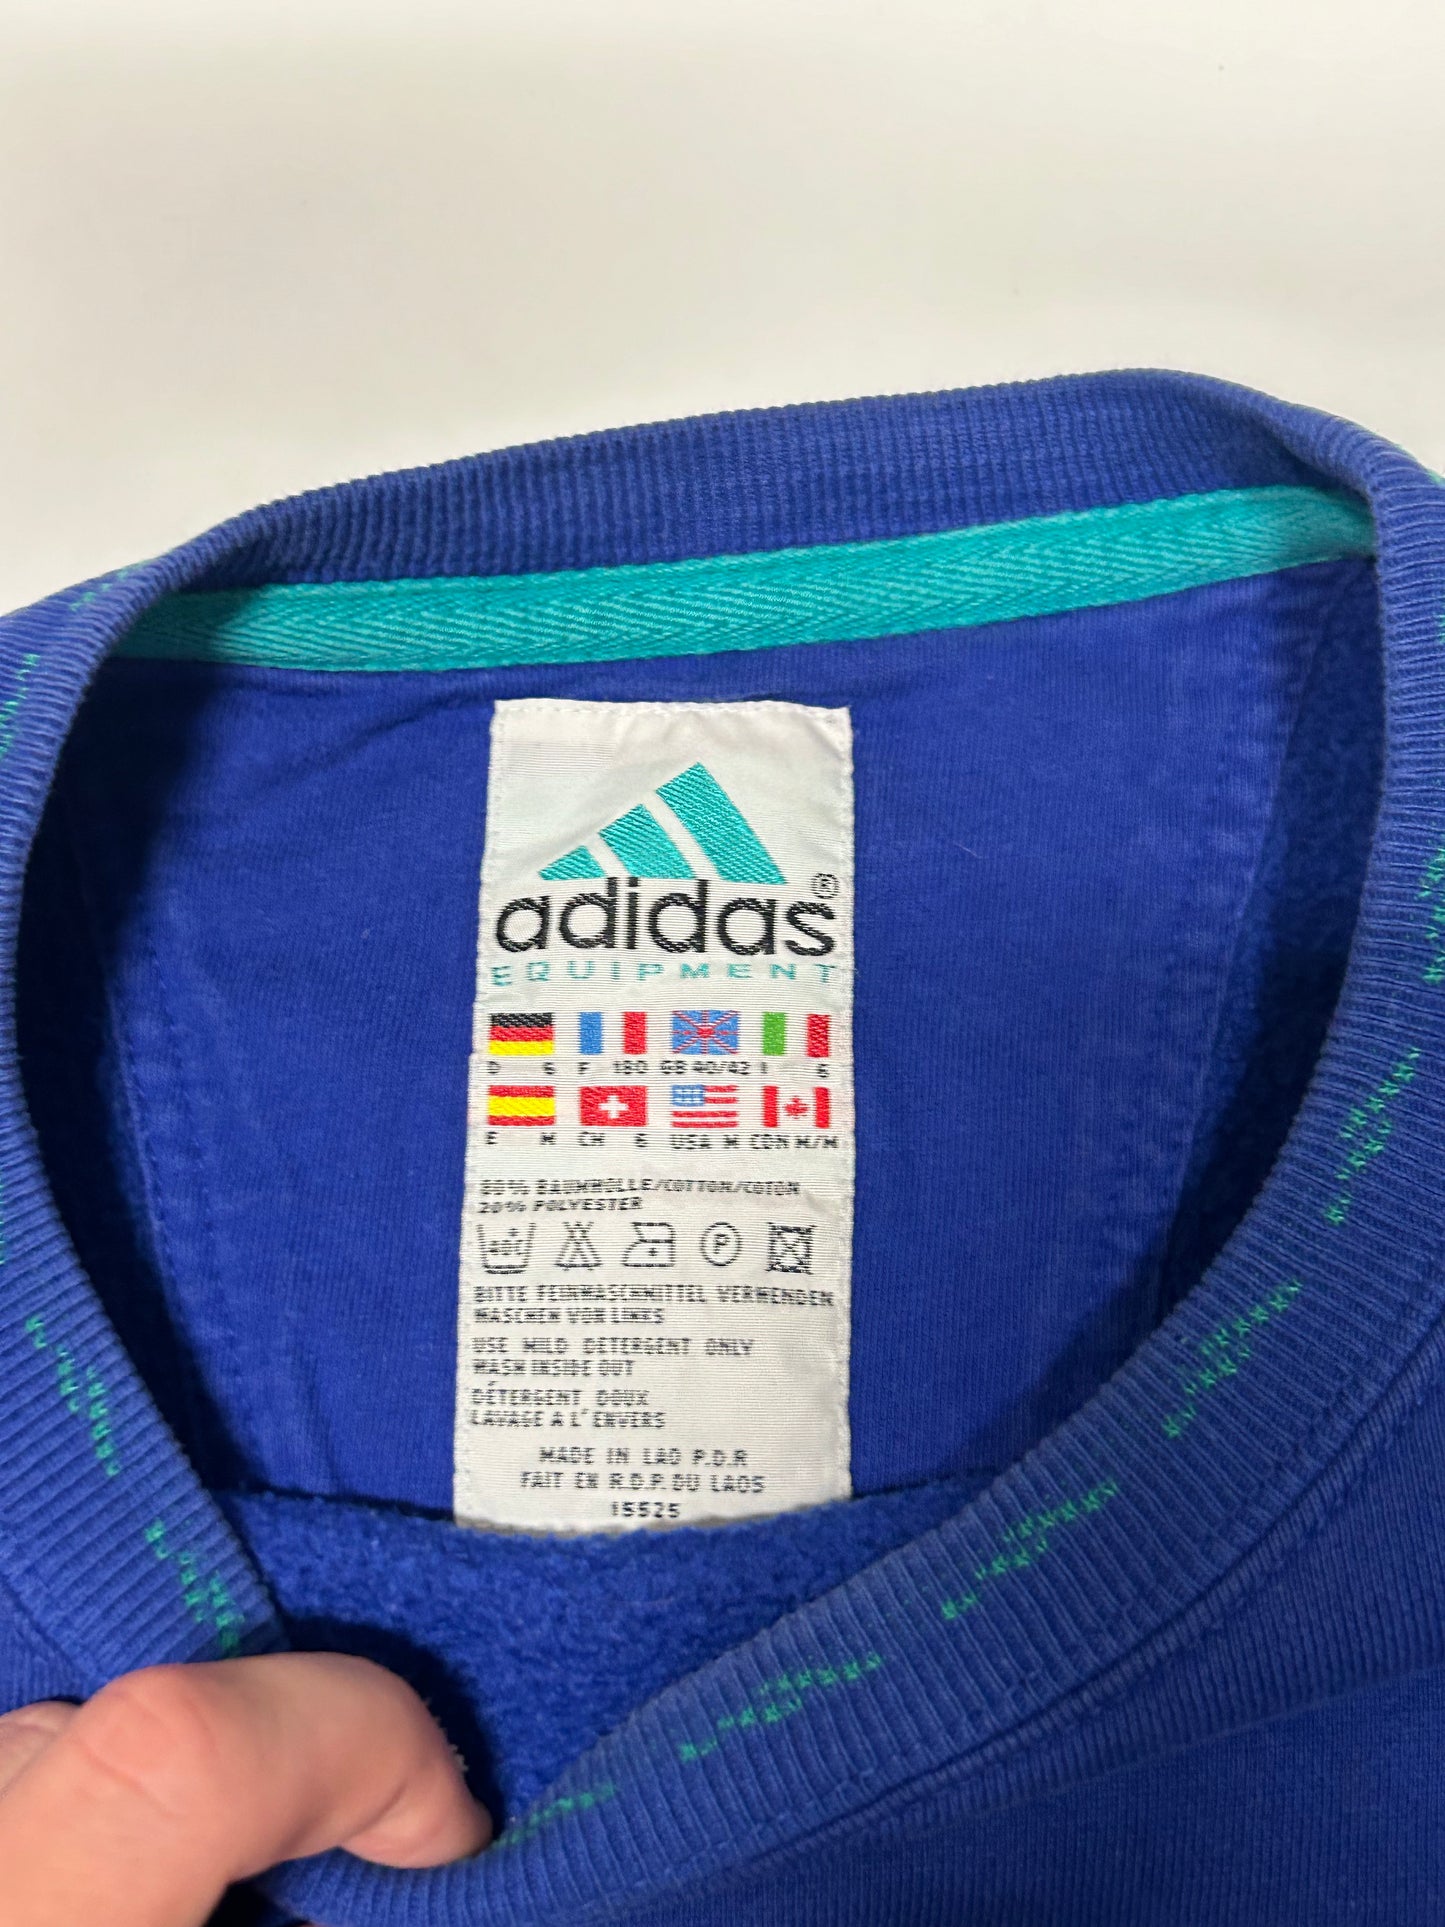 adidas®
EQUIPMENT
D 6 F 180 GB 40/42 I 6
E M CH 6 USA M CDN M/M
80% BAUMWOLLE/COTTON/COTON
20% POLYESTER
40C P
BITTE FEINWASCHMITTEL VERWENDEN
WASCHEN VON LINKS
USE MILD DETERGENT ONLY
WASH INSIDE OUT
DÉTERGENT DOUX
LAVAGE A L'ENVERS
MADE IN LAO P.D.R
FAIT EN R.D.P. DU LAOS
15525